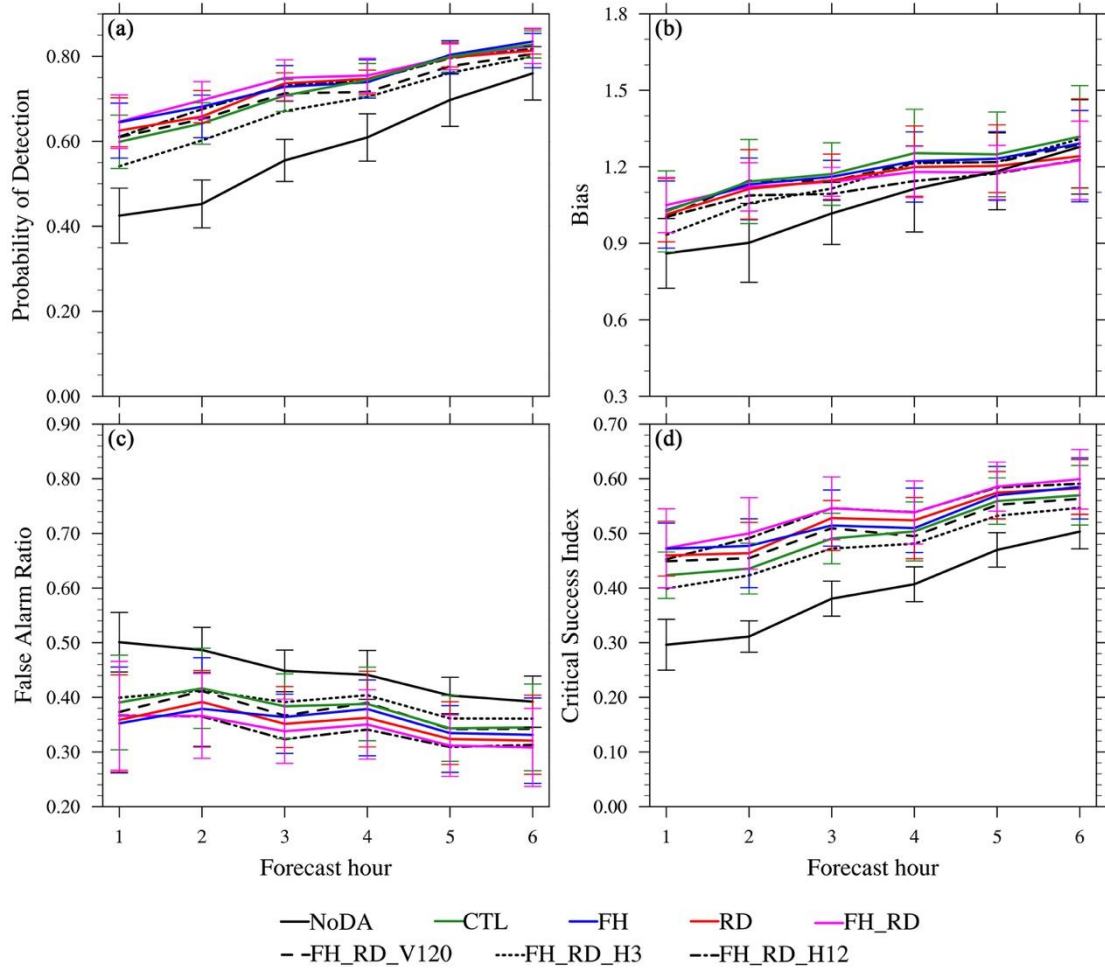 (a)
Probability of Detection
0.80
0.60
0.40
0.20
0.00
(b)
Bias
1.8
1.5
1.2
0.9
0.6
0.3
(c)
False Alarm Ratio
0.90
0.80
0.70
0.60
0.50
0.40
0.30
0.20
1 2 3 4 5 6
Forecast hour
(d)
Critical Success Index
0.70
0.60
0.50
0.40
0.30
0.20
0.10
0.00
1 2 3 4 5 6
Forecast hour
NoDA CTL FH RD FH_RD
FH_RD_V120 FH_RD_H3 FH_RD_H12